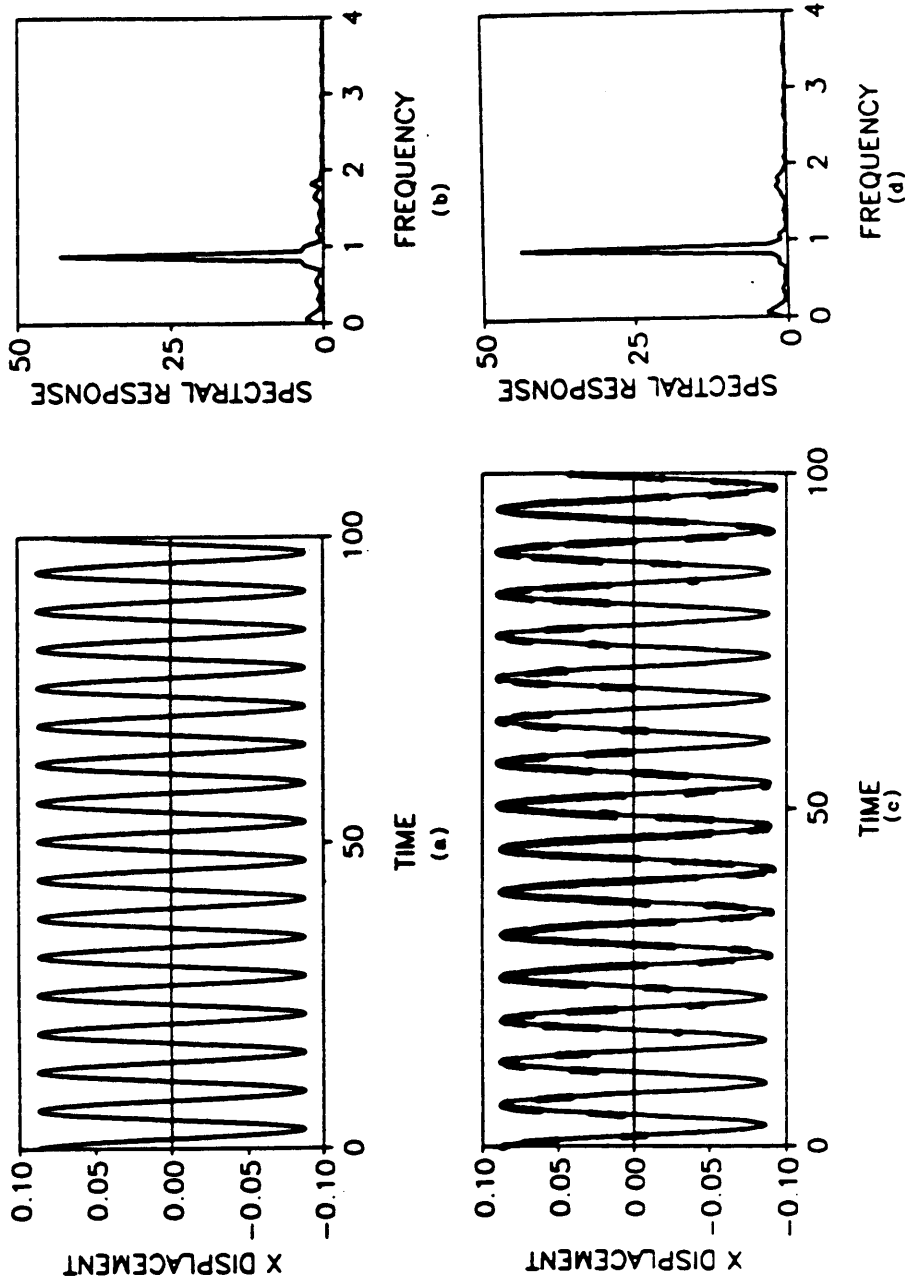 X DISPLACEMENT
0.10
0.05
0.00
-0.05
-0.10
0
50
100
TIME
(a)
SPECTRAL RESPONSE
50
25
0
0
1
2
3
4
FREQUENCY
(b)
X DISPLACEMENT
0.10
0.05
0.00
-0.05
-0.10
0
50
100
TIME
(c)
SPECTRAL RESPONSE
50
25
0
0
1
2
3
4
FREQUENCY
(d)